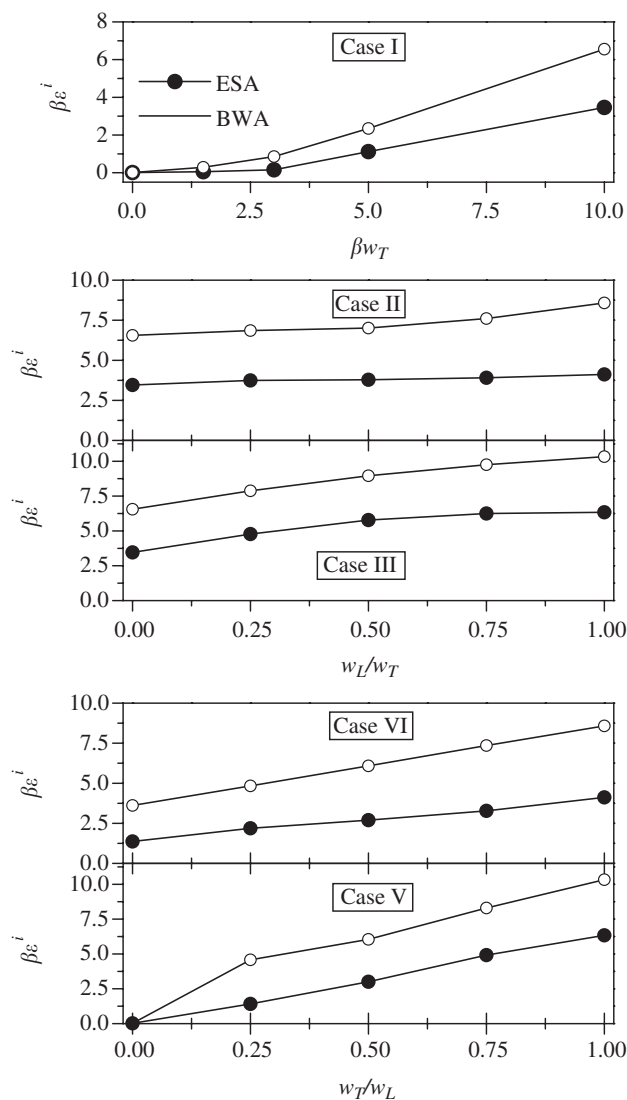 8
Case I
6
ESA
4
BWA
2
0
βε^i
0.0 2.5 5.0 7.5 10.0
βw_T
10.0
Case II
7.5
5.0
2.5
0.0
βε^i
10.0
7.5
5.0
Case III
2.5
0.0
βε^i
0.00 0.25 0.50 0.75 1.00
w_L/w_T
10.0
Case VI
7.5
5.0
2.5
0.0
βε^i
10.0
Case V
7.5
5.0
2.5
0.0
βε^i
0.00 0.25 0.50 0.75 1.00
w_T/w_L